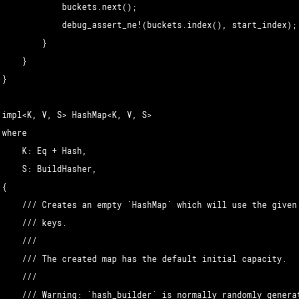 buckets.next();
debug_assert_ne!(buckets.index(), start_index);
}
}
}
impl<K, V, S> HashMap<K, V, S>
where
K: Eq + Hash,
S: BuildHasher,
{
/// Creates an empty `HashMap` which will use the given
/// keys.
///
/// The created map has the default initial capacity.
///
/// Warning: `hash_builder` is normally randomly generat